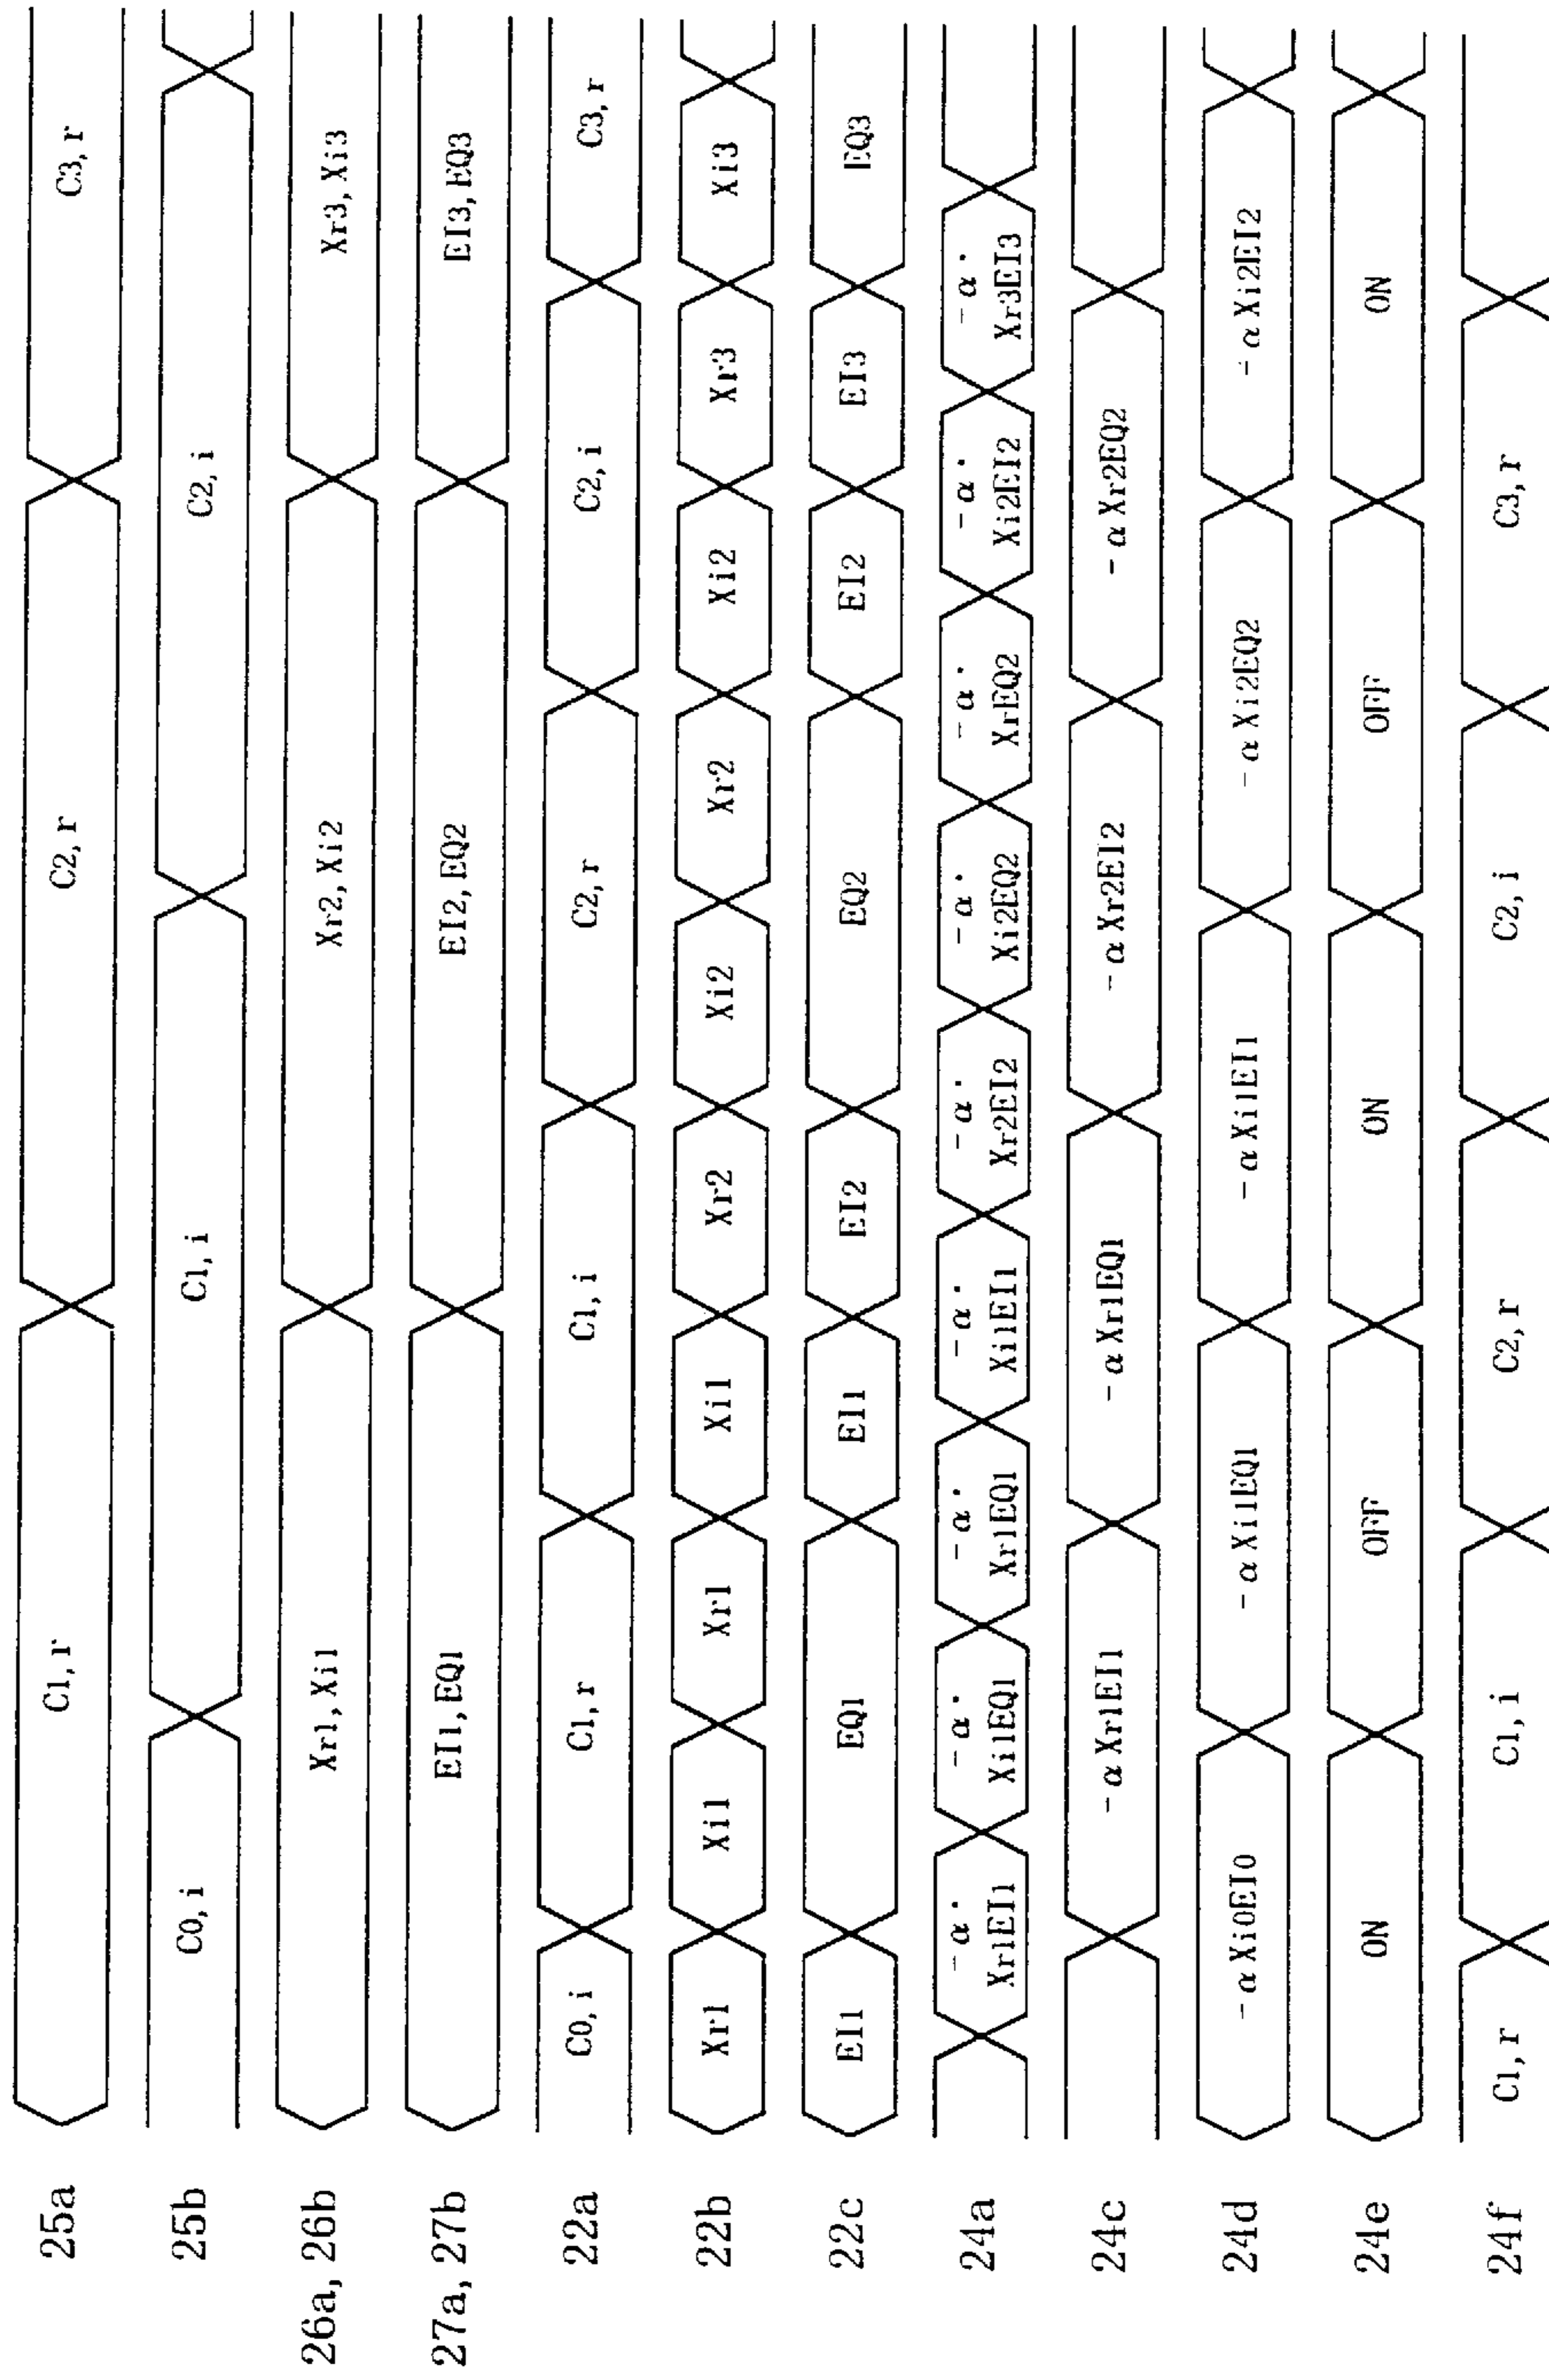 25a C1, r C2, r C3, r
25b C0, i C1, i C2, i
26a, 26b Xr1, Xi1 Xr2, Xi2 Xr3, Xi3
27a, 27b EI1, EQ1 EI2, EQ2 EI3, EQ3
22a C0, i C1, r C1, i C2, r C2, i C3, r
22b Xr1 Xi1 Xr1 Xi1 Xr2 Xi2 Xr2 Xi2 Xr3 Xi3
22c EI1 EQ1 EI1 EI2 EQ2 EI2 EI3 EQ3
24a -α· Xr1EI1 -α· Xi1EQ1 -α· Xr1EQ1 -α· Xi1EI1 -α· Xr2EI2 -α· Xi2EQ2 -α· XrEQ2 -α· Xi2EI2 -α· Xr3EI3
24c -αXr1EI1 -αXr1EQ1 -αXr2EI2 -αXr2EQ2
24d -αXi0EI0 -αXi1EQ1 -αXi1EI1 -αXi2EQ2 -αXi2EI2
24e ON OFF ON OFF ON
24f C1, r C1, i C2, r C2, i C3, r